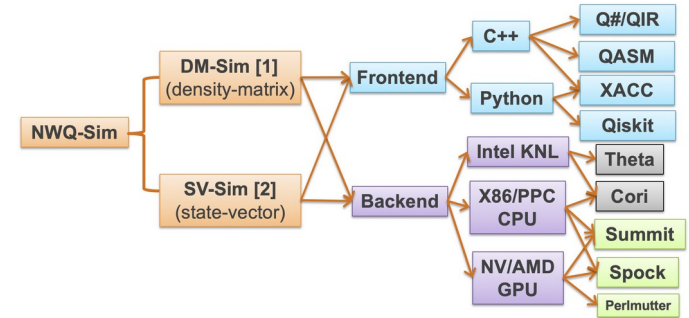 NWQ-Sim
DM-Sim [1]
(density-matrix)
SV-Sim [2]
(state-vector)
Frontend
Backend
C++
Python
Intel KNL
X86/PPC
CPU
NV/AMD
GPU
Q#/QIR
QASM
XACC
Qiskit
Theta
Cori
Summit
Spock
Perlmutter